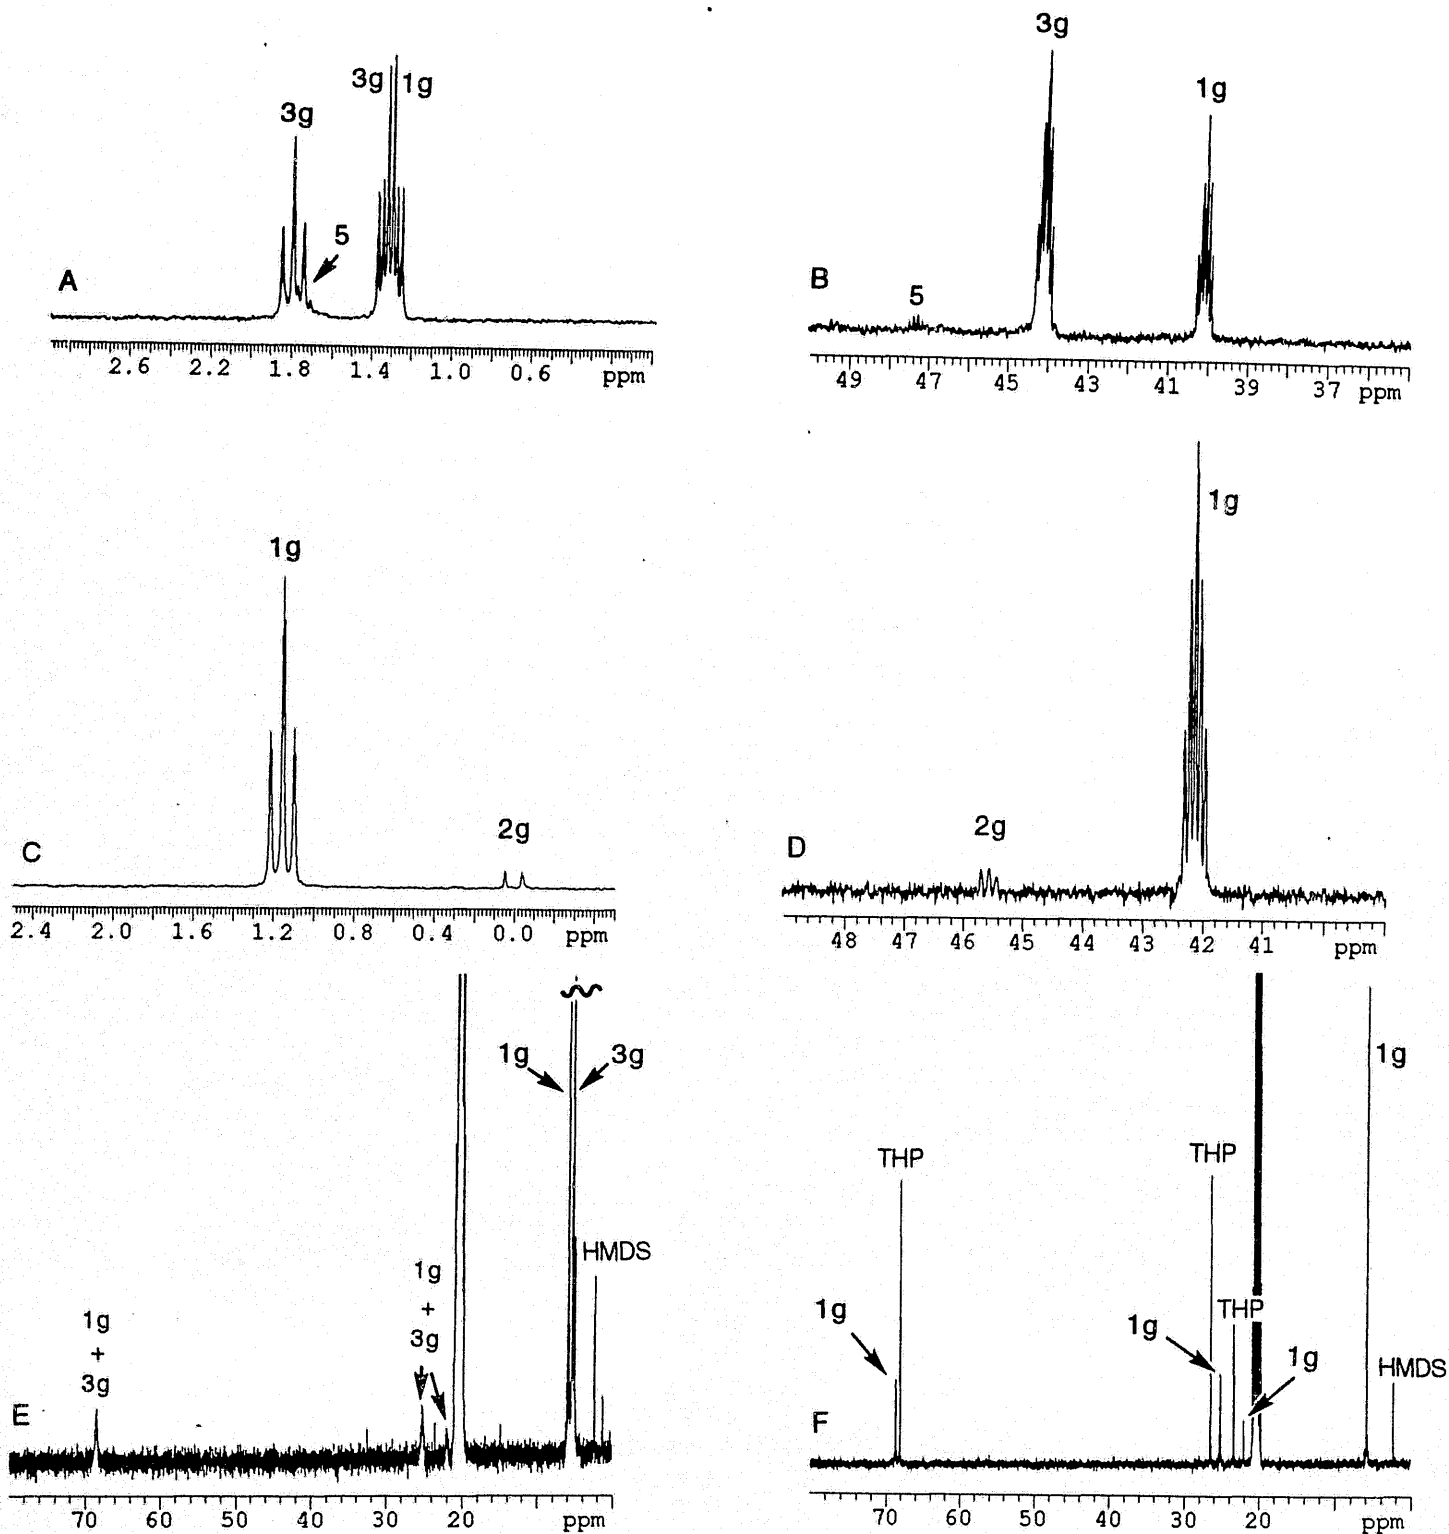 3g
3g 1g
3g
5
A
2.6 2.2 1.8 1.4 1.0 0.6 ppm
3g
1g
5
B
49 47 45 43 41 39 37 ppm
1g
2g
C
2.4 2.0 1.6 1.2 0.8 0.4 0.0 ppm
1g
2g
D
48 47 46 45 44 43 42 41 ppm
1g 3g
HMDS
1g
+
3g
1g
+
3g
E
70 60 50 40 30 20 ppm
1g
THP THP
1g 1g THP
1g
HMDS
F
70 60 50 40 30 20 ppm